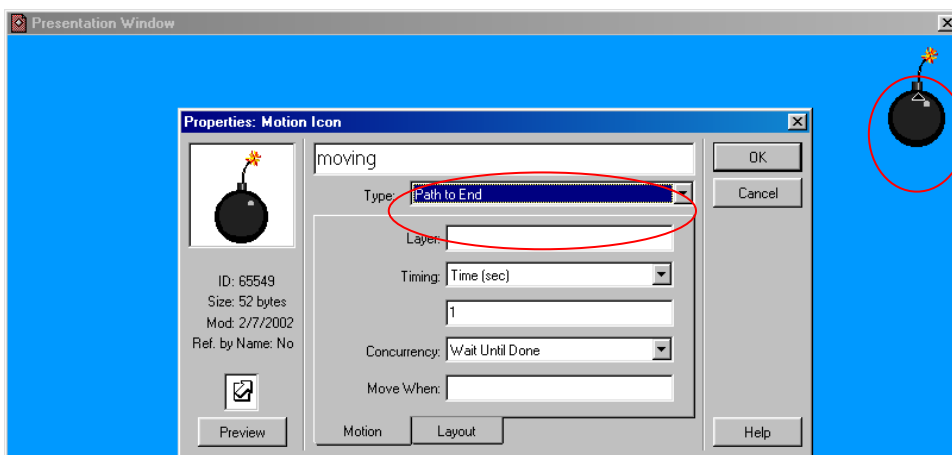 Presentation Window
Properties: Motion Icon
moving
OK
Type: Path to End
Cancel
Layer:
ID: 65549
Timing: Time (sec)
Size: 52 bytes
1
Mod: 2/7/2002
Ref. by Name: No
Concurrency: Wait Until Done
Move When:
Preview
Motion
Layout
Help